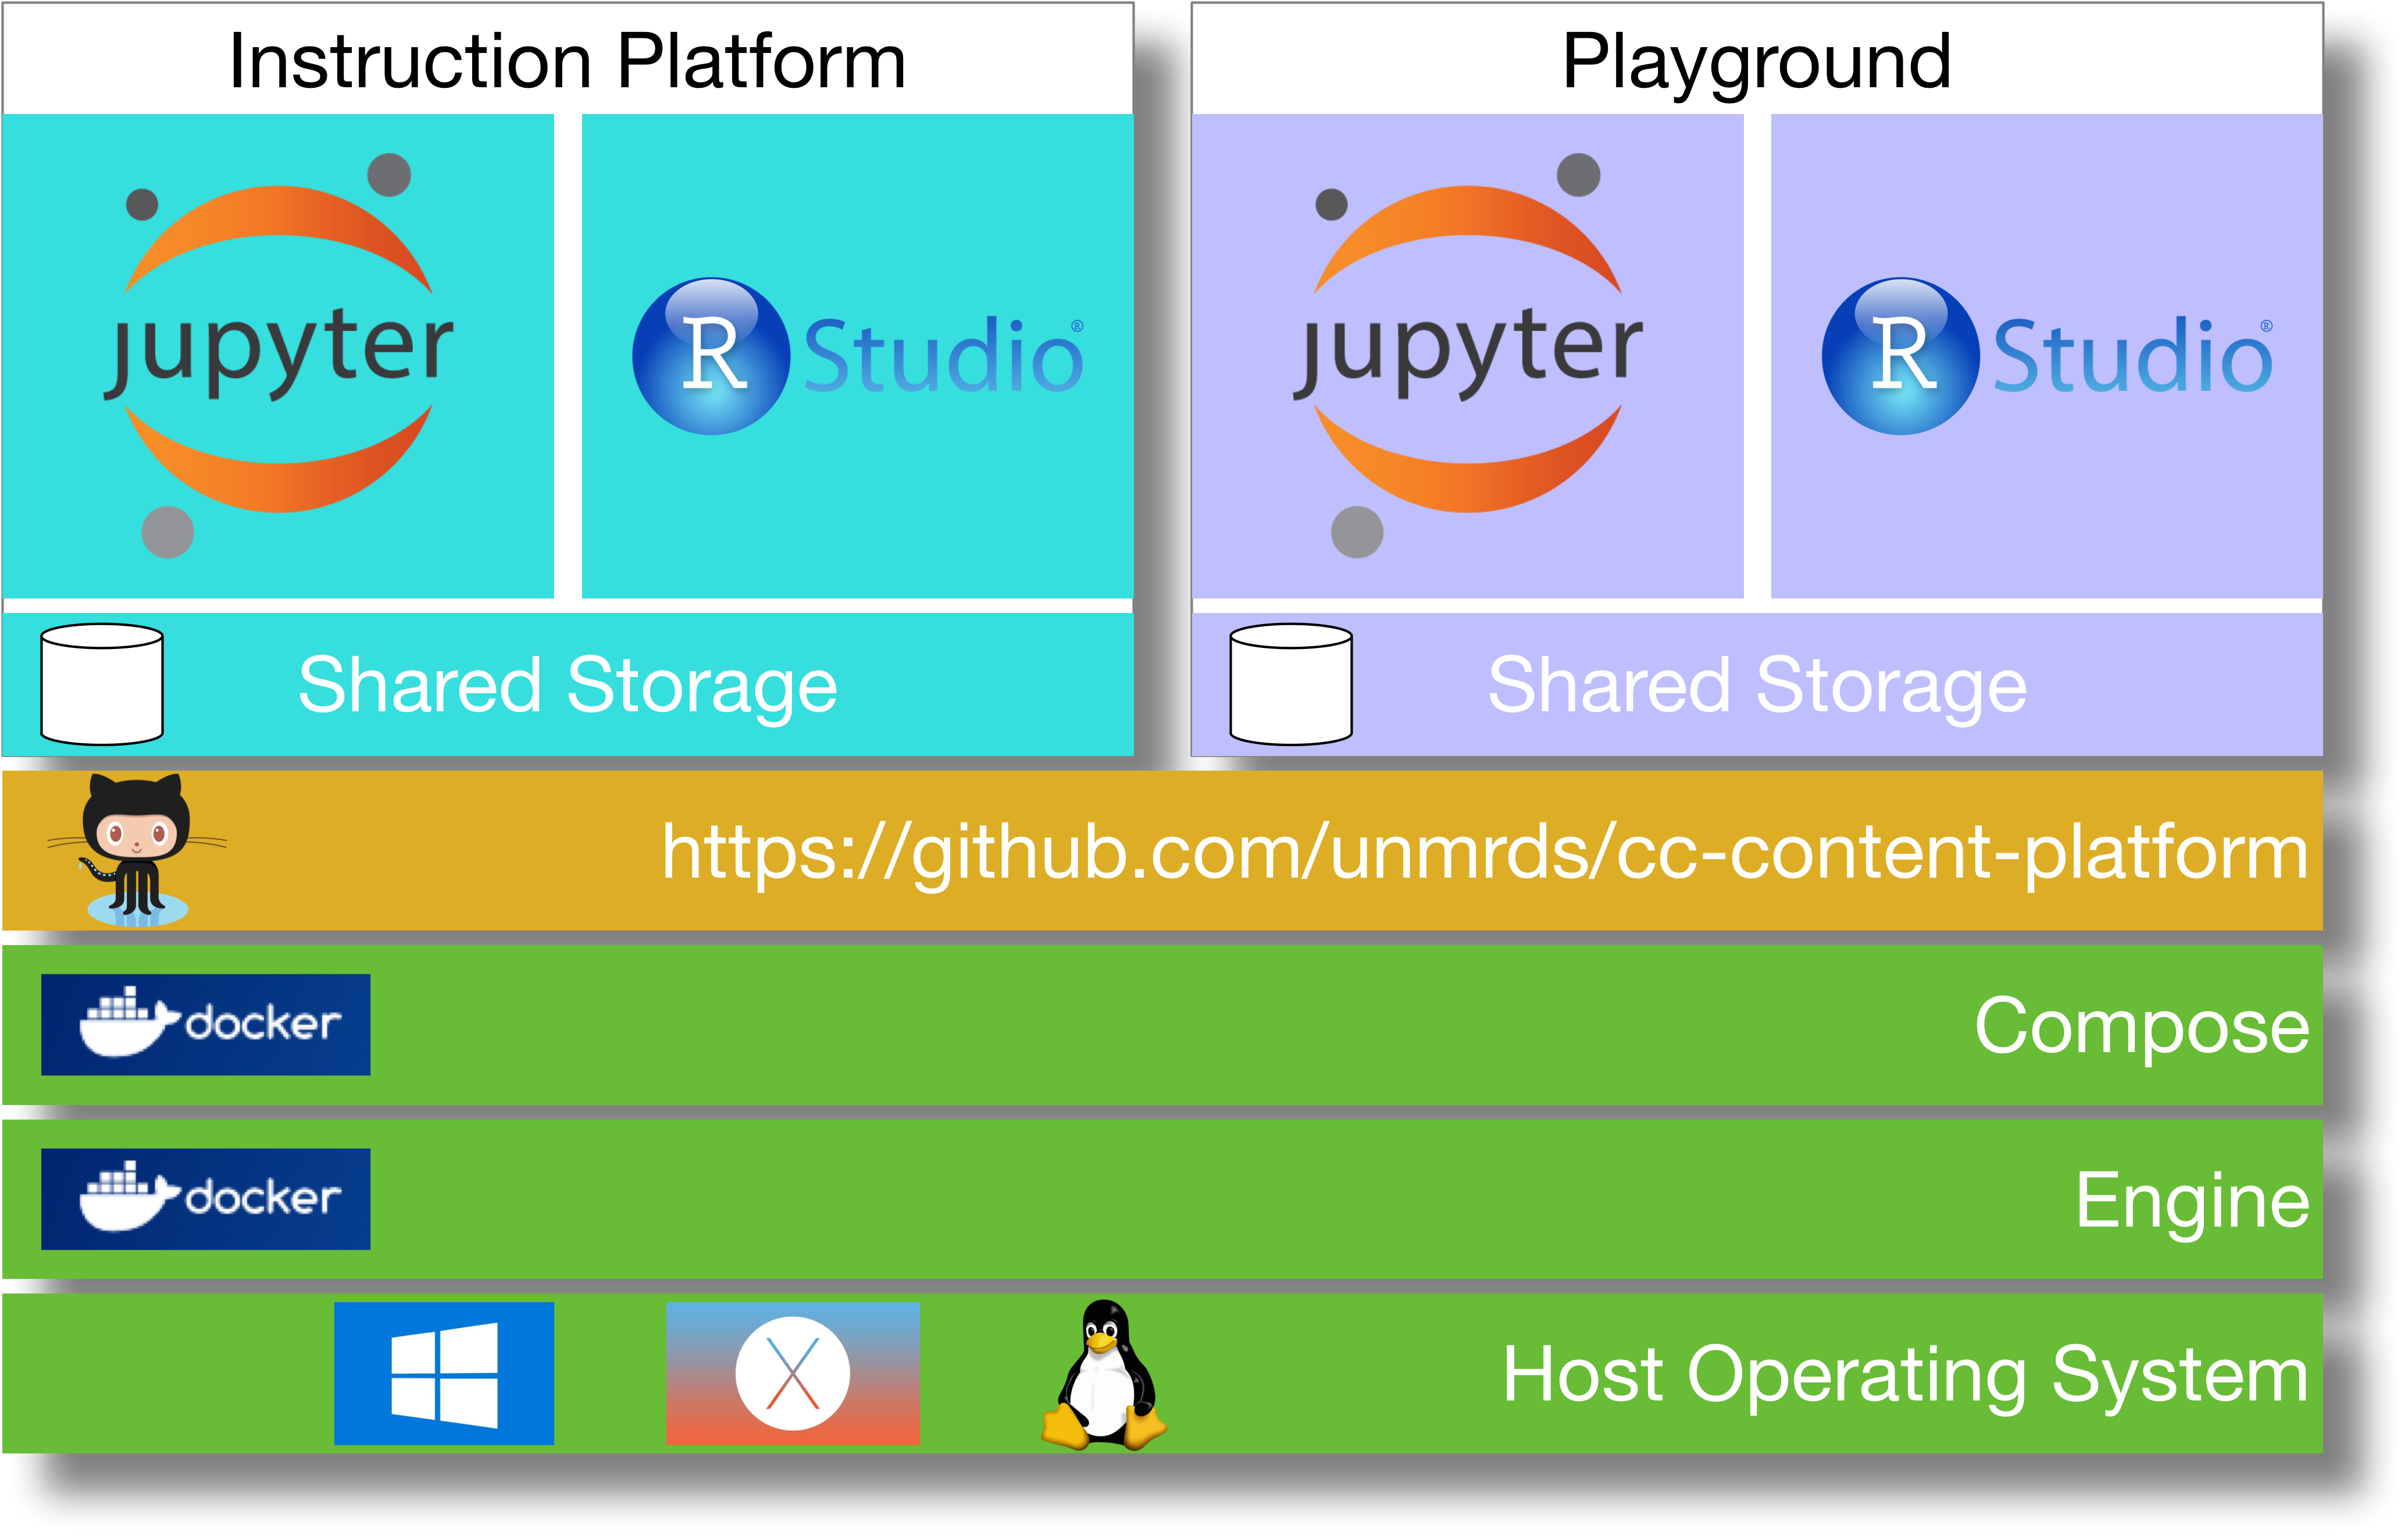 Instruction Platform
Playground
jupyter
R Studio®
jupyter
R Studio®
Shared Storage
Shared Storage
https://github.com/unmrds/cc-content-platform
docker
Compose
docker
Engine
Host Operating System